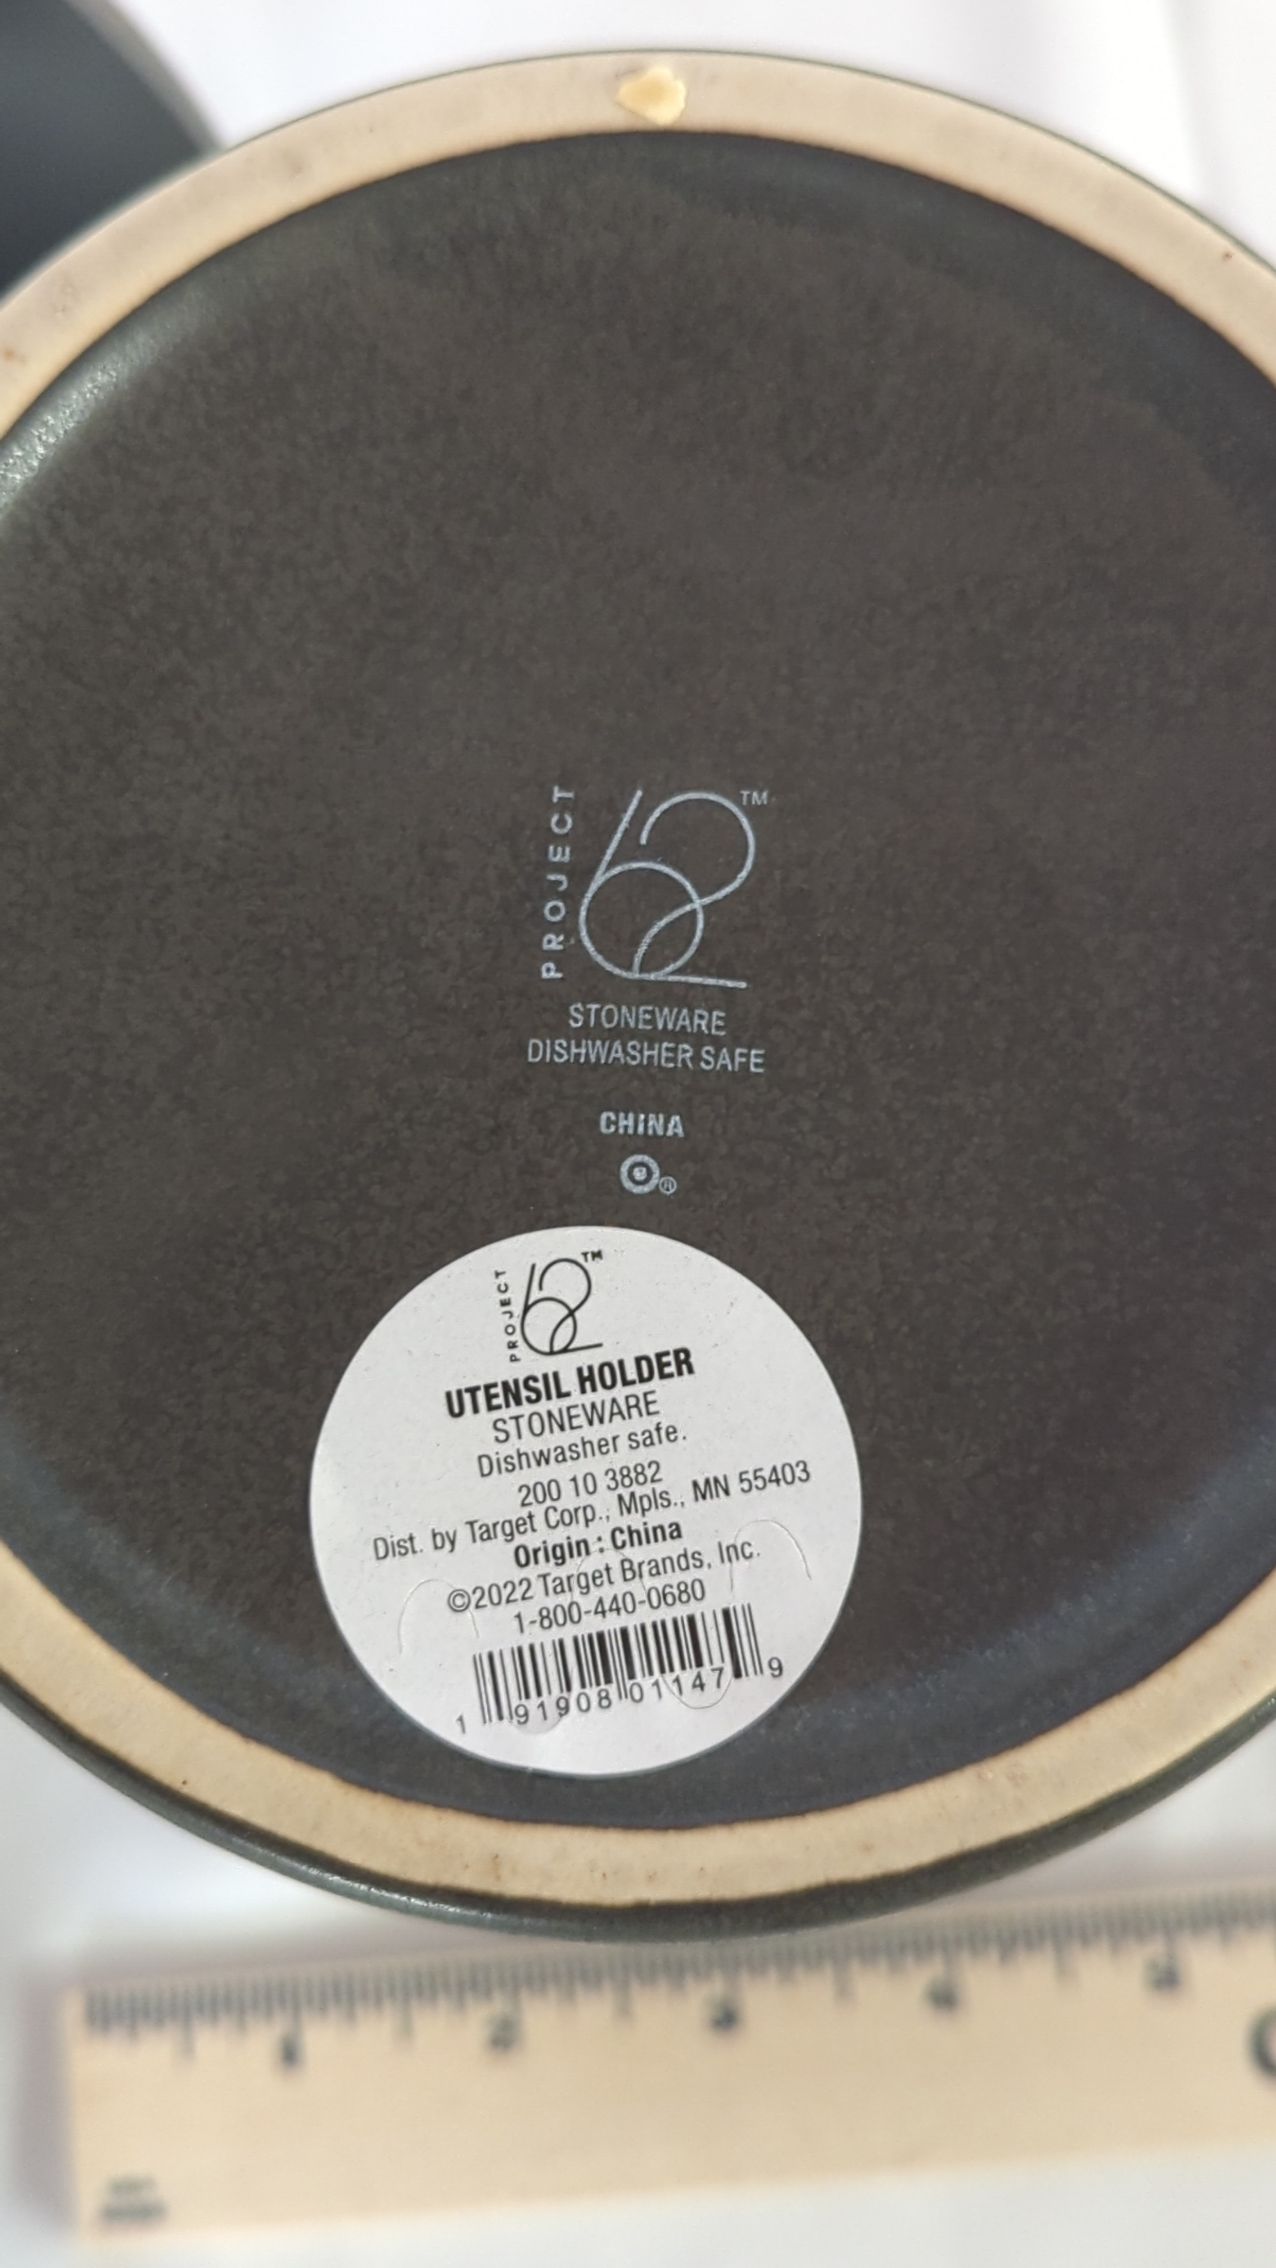 PROJECT 62™
STONEWARE
DISHWASHER SAFE
CHINA
®
PROJECT 62™
UTENSIL HOLDER
STONEWARE
Dishwasher safe.
200 10 3882
Dist. by Target Corp., Mpls., MN 55403
Origin : China
©2022 Target Brands, Inc.
1-800-440-0680
1 91908 01147 9
1 2 3 4 5